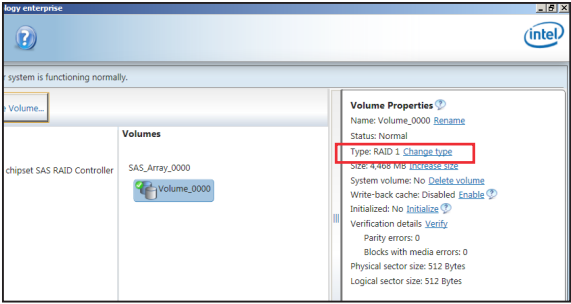 ology enterprise
intel
r system is functioning normally.
e Volume...
Volumes
chipset SAS RAID Controller
SAS_Array_0000
Volume_0000
Volume Properties
Name: Volume_0000 Rename
Status: Normal
Type: RAID 1 Change type
Size: 4,468 MB Increase size
System volume: No Delete volume
Write-back cache: Disabled Enable
Initialized: No Initialize
Verification details Verify
Parity errors: 0
Blocks with media errors: 0
Physical sector size: 512 Bytes
Logical sector size: 512 Bytes